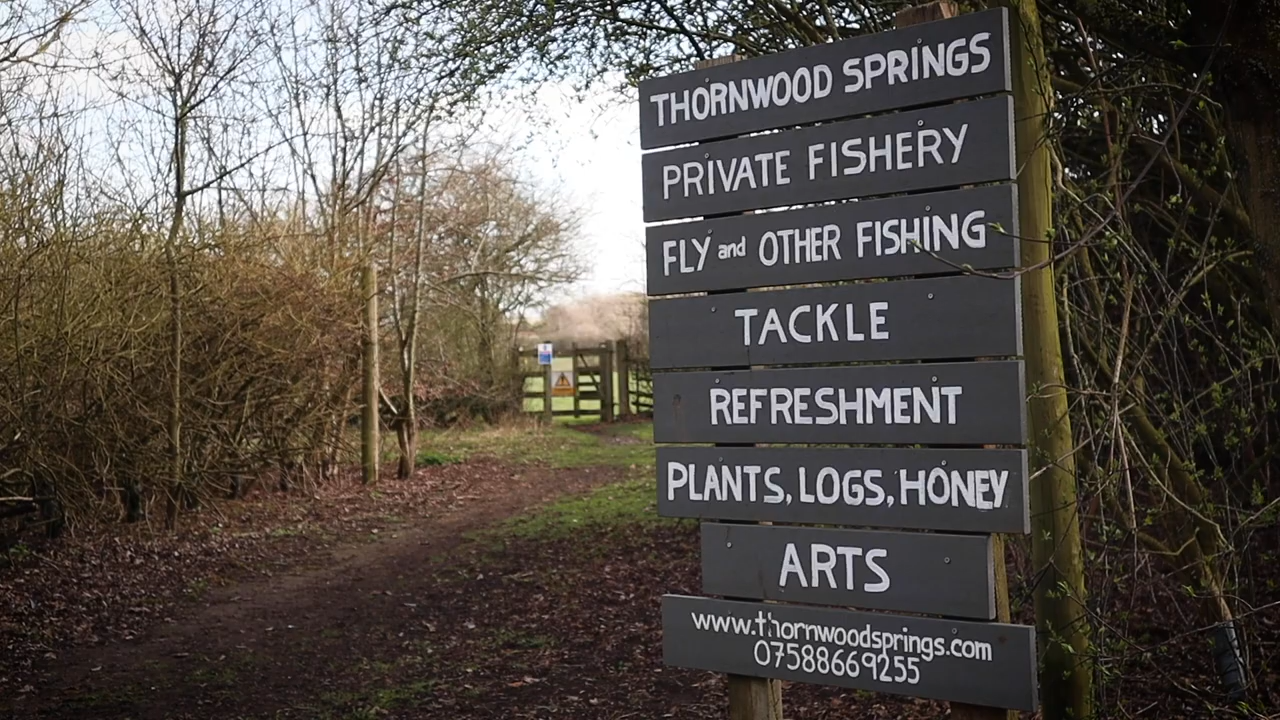 THORNWOOD SPRINGS
PRIVATE FISHERY
FLY and OTHER FISHING
TACKLE
REFRESHMENT
PLANTS, LOGS, HONEY
ARTS
www.thornwoodsprings.com
07588669255